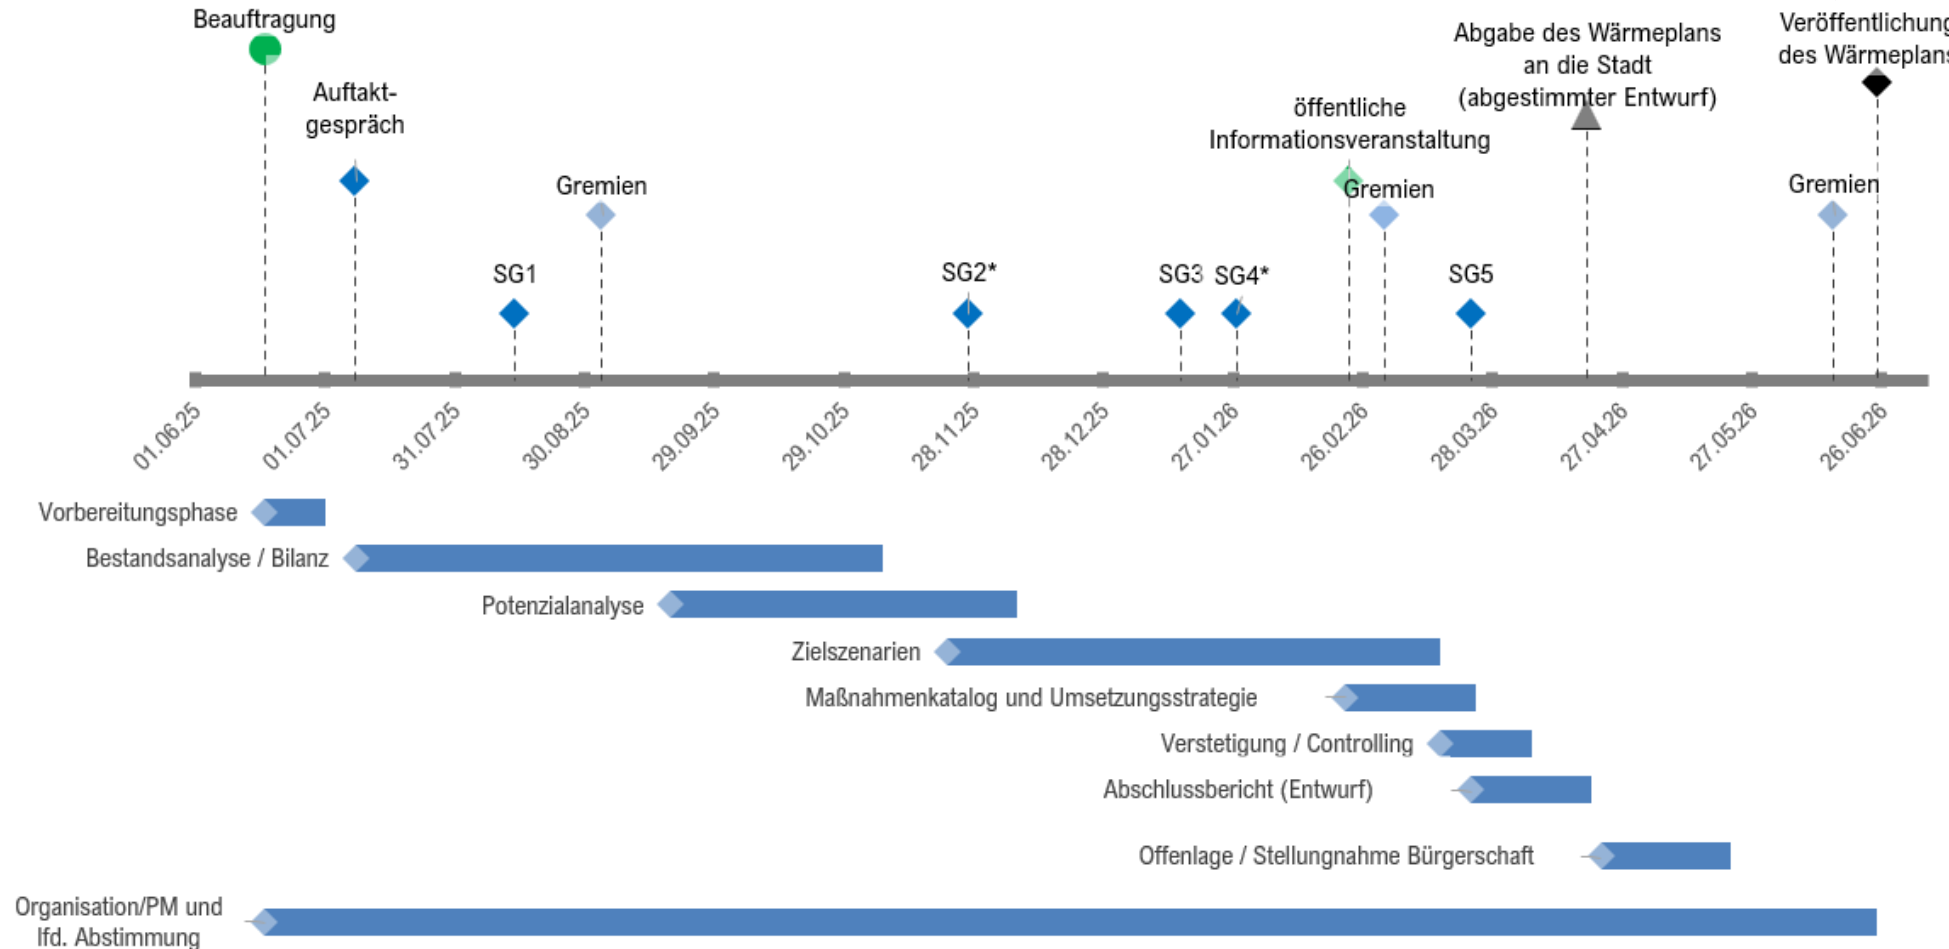 Beauftragung
Auftakt-
gespräch
Gremien
SG1
SG2*
SG3
SG4*
öffentliche
Informationsveranstaltung
Gremien
SG5
Abgabe des Wärmeplans
an die Stadt
(abgestimmter Entwurf)
Veröffentlichung
des Wärmeplans
Gremien
01.06.25
01.07.25
31.07.25
30.08.25
29.09.25
29.10.25
28.11.25
28.12.25
27.01.26
26.02.26
28.03.26
27.04.26
27.05.26
26.06.26
Vorbereitungsphase
Bestandsanalyse / Bilanz
Potenzialanalyse
Zielszenarien
Maßnahmenkatalog und Umsetzungsstrategie
Verstetigung / Controlling
Abschlussbericht (Entwurf)
Offenlage / Stellungnahme Bürgerschaft
Organisation/PM und
lfd. Abstimmung